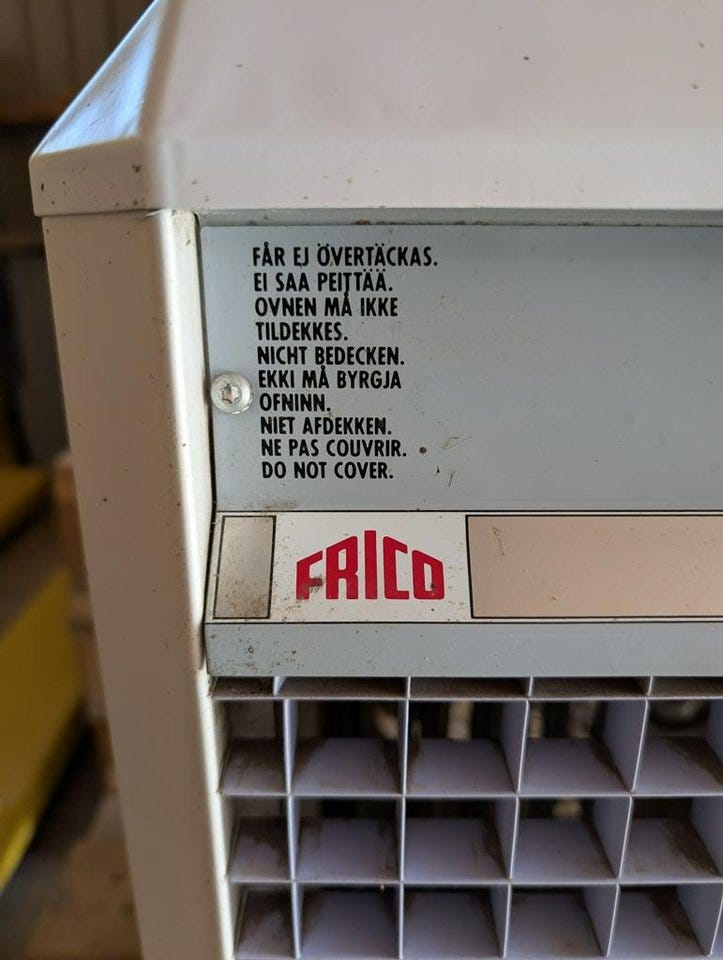 FÅR EJ ÖVERTÄCKAS.
EI SAA PEITTÄÄ.
OVNEN MÅ IKKE
TILDEKKES.
NICHT BEDECKEN.
EKKI MÅ BYRGJA
OFNINN.
NIET AFDEKKEN.
NE PAS COUVRIR.
DO NOT COVER.
FRICO